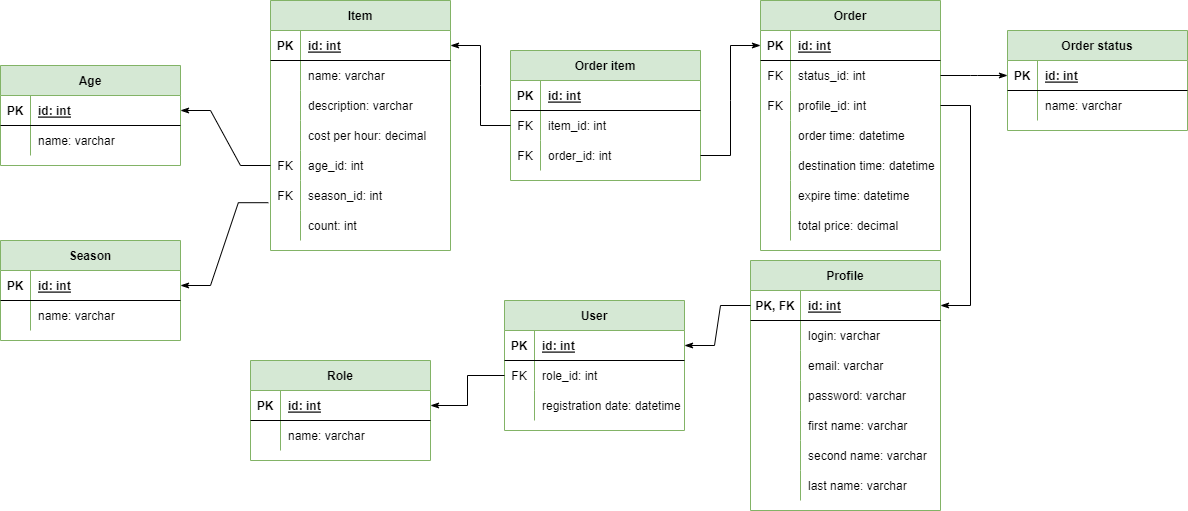 Item
PK id: int
name: varchar
description: varchar
cost per hour: decimal
FK age_id: int
FK season_id: int
count: int
Order
PK id: int
FK status_id: int
FK profile_id: int
order time: datetime
destination time: datetime
expire time: datetime
total price: decimal
Order status
PK id: int
name: varchar
Order item
PK id: int
FK item_id: int
FK order_id: int
Age
PK id: int
name: varchar
Season
PK id: int
name: varchar
Profile
PK, FK id: int
login: varchar
email: varchar
password: varchar
first name: varchar
second name: varchar
last name: varchar
User
PK id: int
FK role_id: int
registration date: datetime
Role
PK id: int
name: varchar